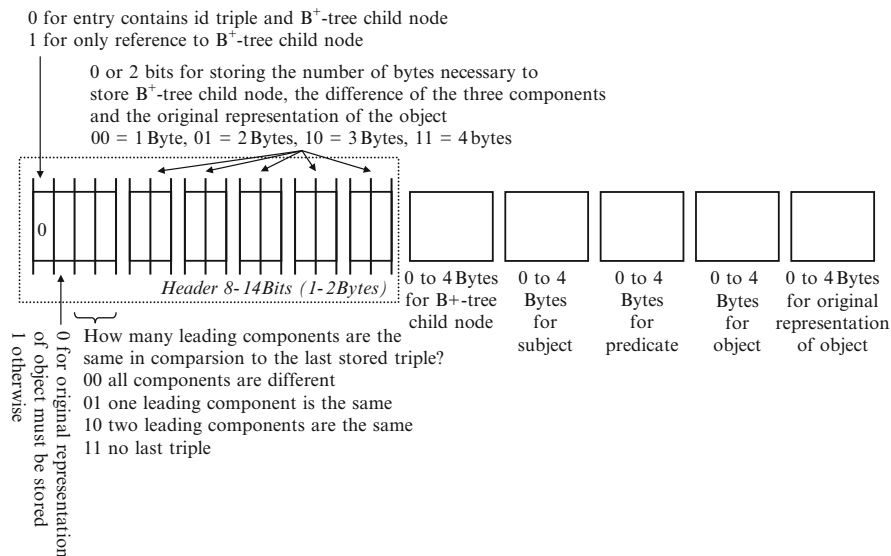 0 for entry contains id triple and B+-tree child node
1 for only reference to B+-tree child node
0 or 2 bits for storing the number of bytes necessary to
store B+-tree child node, the difference of the three components
and the original representation of the object
00 = 1 Byte, 01 = 2 Bytes, 10 = 3 Bytes, 11 = 4 bytes
0
Header 8-14Bits (1-2Bytes)
0 to 4 Bytes
for B+-tree
child node
0 to 4
Bytes
for
subject
0 to 4
Bytes
for
predicate
0 to 4
Bytes
for
object
0 to 4 Bytes
for original
representation
of object
0 for original representation
of object must be stored
1 otherwise
How many leading components are the
same in comparsion to the last stored triple?
00 all components are different
01 one leading component is the same
10 two leading components are the same
11 no last triple